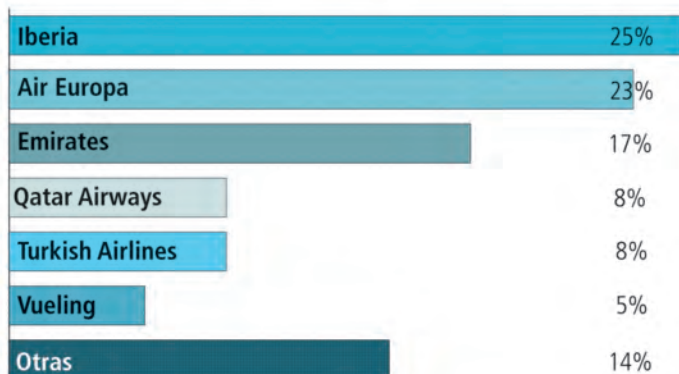 Iberia 25%
Air Europa 23%
Emirates 17%
Qatar Airways 8%
Turkish Airlines 8%
Vueling 5%
Otras 14%